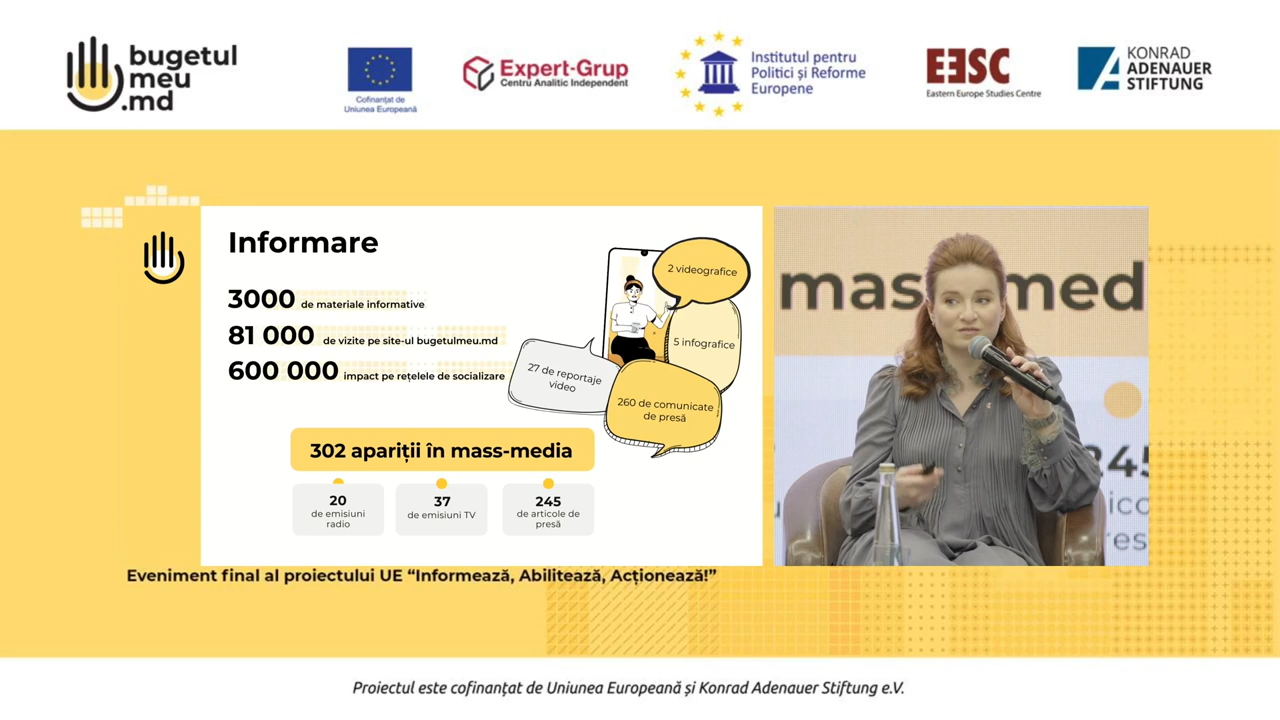 bugetul
meu
.md
Cofinanțat de
Uniunea Europeană
Expert-Grup
Centru Analitic Independent
Institutul pentru
Politici și Reforme
Europene
EESC
Eastern Europe Studies Centre
KONRAD
ADENAUER
STIFTUNG
Informare
3000 de materiale informative
81 000 de vizite pe site-ul bugetulmeu.md
600 000 impact pe rețelele de socializare
2 videografice
5 infografice
27 de reportaje
video
260 de comunicate
de presă
302 apariții în mass-media
20
de emisiuni
radio
37
de emisiuni TV
245
de articole de
presă
mas med
245
ico
res
Eveniment final al proiectului UE “Informează, Abilitează, Acționează!”
Proiectul este cofinanțat de Uniunea Europeană și Konrad Adenauer Stiftung e.V.